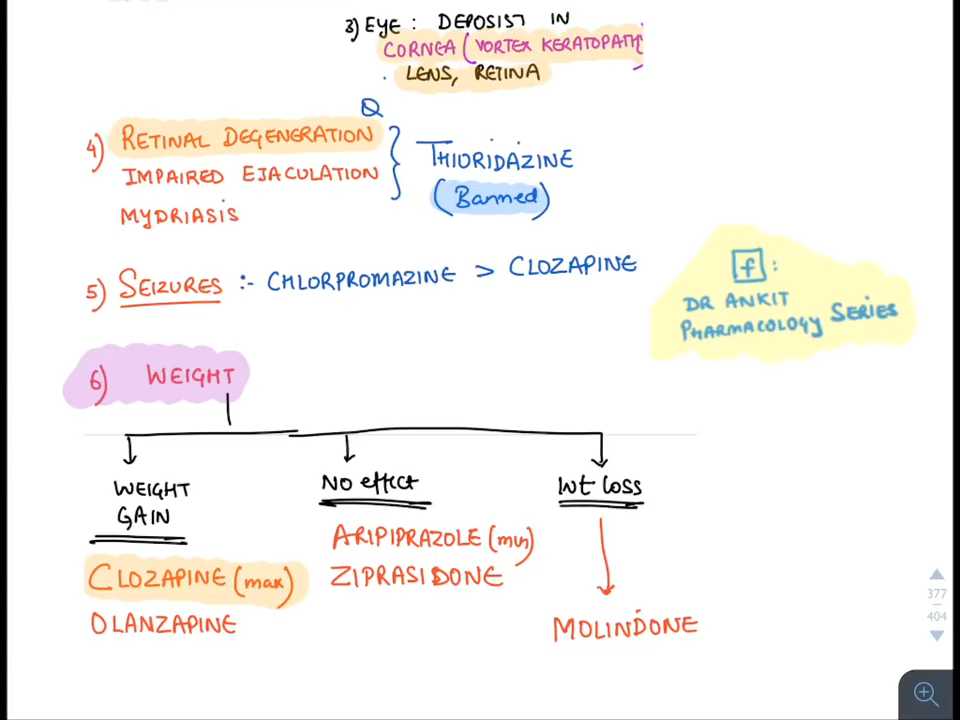 3) EYE : DEPOSIST IN
CORNEA (VORTEX KERATOPATHY)
LENS, RETINA
Q
4) RETINAL DEGENERATION
IMPAIRED EJACULATION
MYDRIASIS
THIORIDAZINE
(Banned)
5) SEIZURES :- CHLORPROMAZINE > CLOZAPINE
f :
DR ANKIT
PHARMACOLOGY SERIES
6) WEIGHT
WEIGHT
GAIN
CLOZAPINE (max)
OLANZAPINE
NO effect
ARIPIPRAZOLE (min)
ZIPRASIDONE
Wt loss
MOLINDONE
377
404